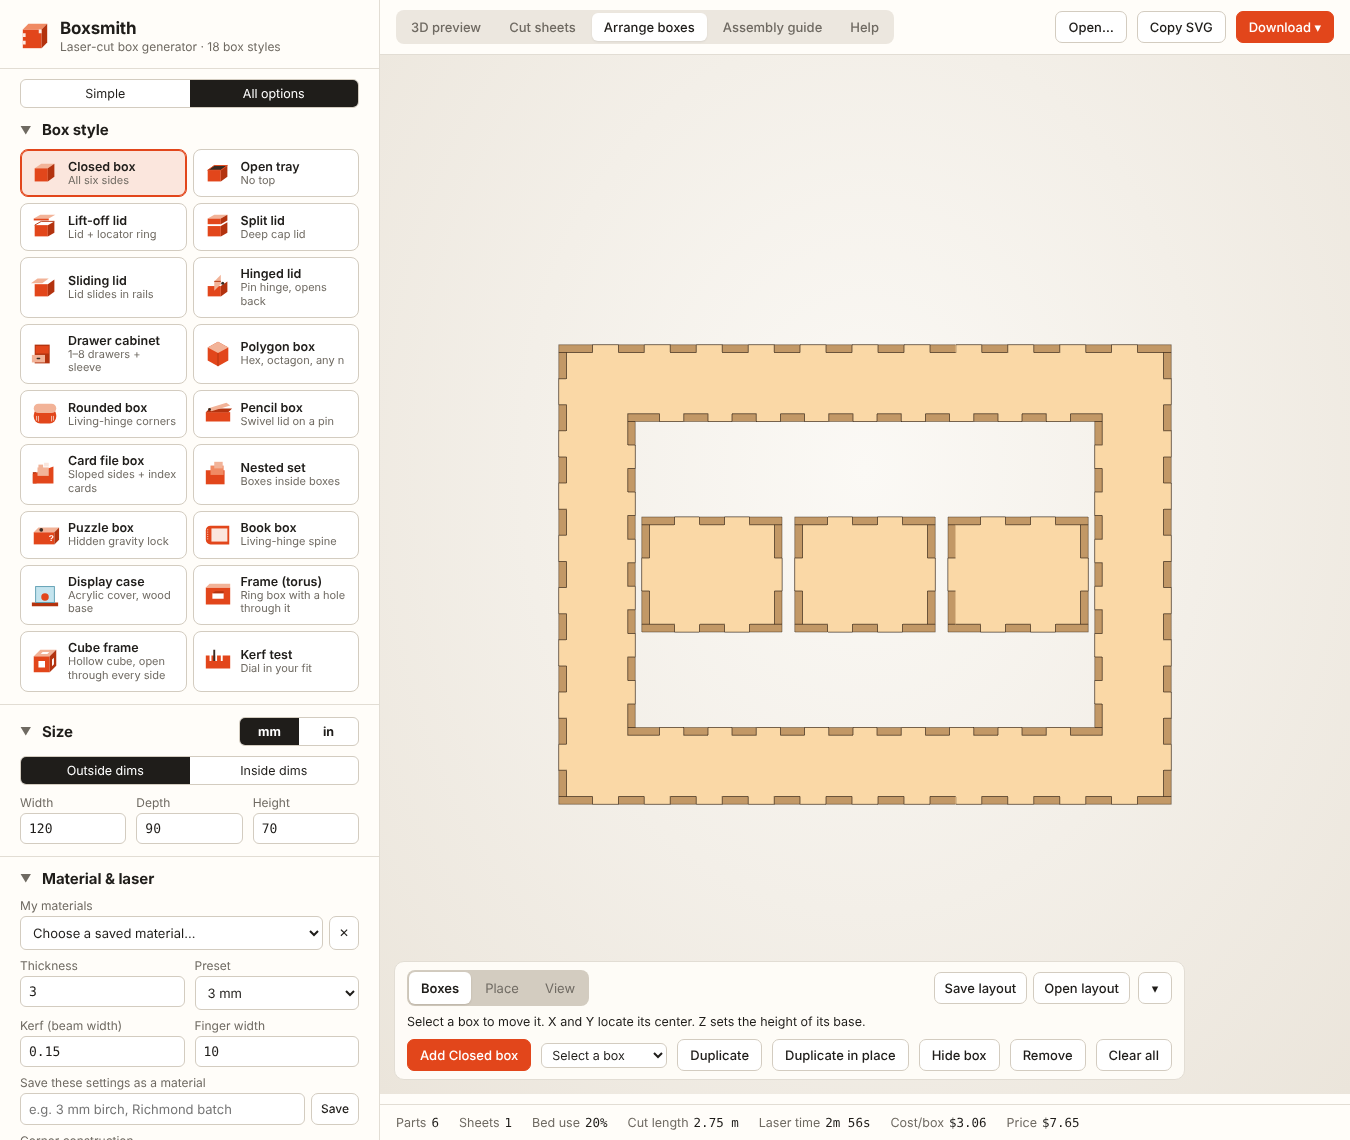 Boxsmith
Laser-cut box generator · 18 box styles
Simple
All options
Box style
Closed box
All six sides
Open tray
No top
Lift-off lid
Lid + locator ring
Split lid
Deep cap lid
Sliding lid
Lid slides in rails
Hinged lid
Pin hinge, opens
back
Drawer cabinet
1–8 drawers +
sleeve
Polygon box
Hex, octagon, any n
Rounded box
Living-hinge corners
Pencil box
Swivel lid on a pin
Card file box
Sloped sides + index
cards
Nested set
Boxes inside boxes
Puzzle box
Hidden gravity lock
Book box
Living-hinge spine
Display case
Acrylic cover, wood
base
Frame (torus)
Ring box with a hole
through it
Cube frame
Hollow cube, open
through every side
Kerf test
Dial in your fit
Size
mm
in
Outside dims
Inside dims
Width
Depth
Height
120
90
70
Material & laser
My materials
Choose a saved material...
×
Thickness
Preset
3
3 mm
Kerf (beam width)
Finger width
0.15
10
Save these settings as a material
e.g. 3 mm birch, Richmond batch
Save
Corner construction
3D preview
Cut sheets
Arrange boxes
Assembly guide
Help
Open...
Copy SVG
Download ▾
Boxes
Place
View
Save layout
Open layout
▾
Select a box to move it. X and Y locate its center. Z sets the height of its base.
Add Closed box
Select a box
Duplicate
Duplicate in place
Hide box
Remove
Clear all
Parts 6
Sheets 1
Bed use 20%
Cut length 2.75 m
Laser time 2m 56s
Cost/box $3.06
Price $7.65